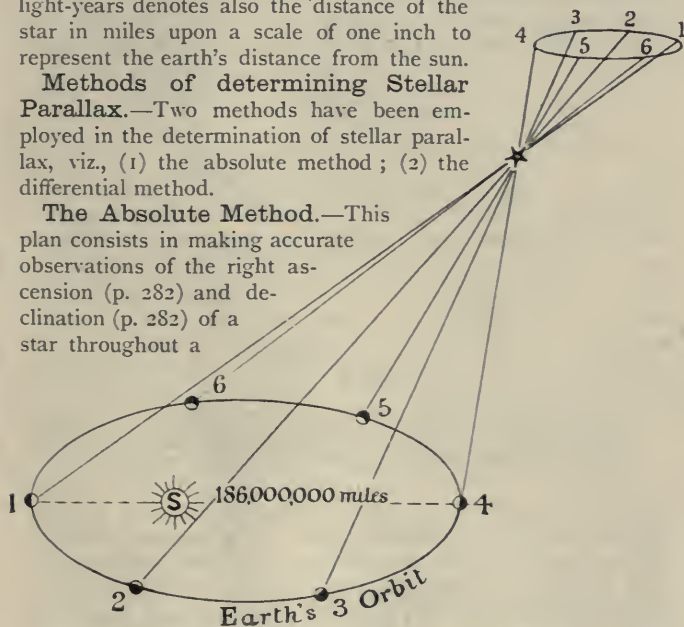 light-years denotes also the distance of the
star in miles upon a scale of one inch to
represent the earth's distance from the sun.
Methods of determining Stellar
Parallax.—Two methods have been em-
ployed in the determination of stellar paral-
lax, viz., (1) the absolute method ; (2) the
differential method.
The Absolute Method.—This
plan consists in making accurate
observations of the right as-
cension (p. 282) and de-
clination (p. 282) of a
star throughout a
3 2 1
4 5 6
6
5
1 S 186,000,000 miles 4
2
Earth's 3 Orbit